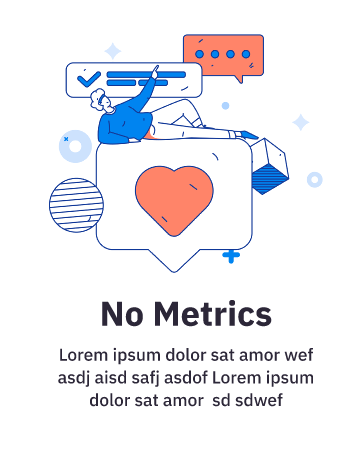 No Metrics
Lorem ipsum dolor sat amor wef
asdj aisd safj asdof Lorem ipsum
dolor sat amor  sd sdwef